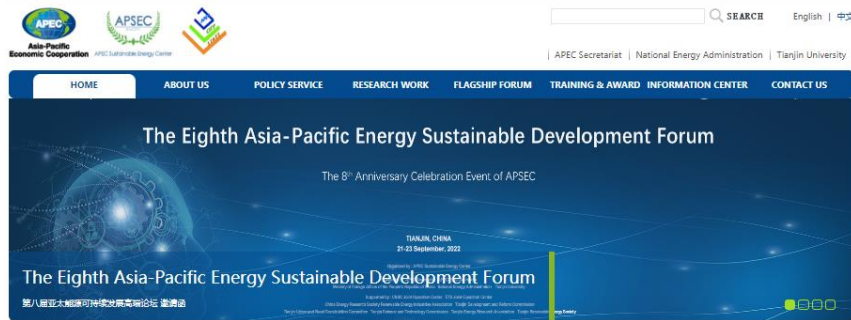 APEC
Asia-Pacific
Economic Cooperation
APSEC
APEC Sustainable Energy Center
SEARCH
English | 中文
| APEC Secretariat | National Energy Administration | Tianjin University
HOME ABOUT US POLICY SERVICE RESEARCH WORK FLAGSHIP FORUM TRAINING & AWARD INFORMATION CENTER CONTACT US
The Eighth Asia-Pacific Energy Sustainable Development Forum
The 8th Anniversary Celebration Event of APSEC
TIANJIN, CHINA
21-23 September, 2022
The Eighth Asia-Pacific Energy Sustainable Development Forum
第八届亚太能源可持续发展高端论坛 邀请函